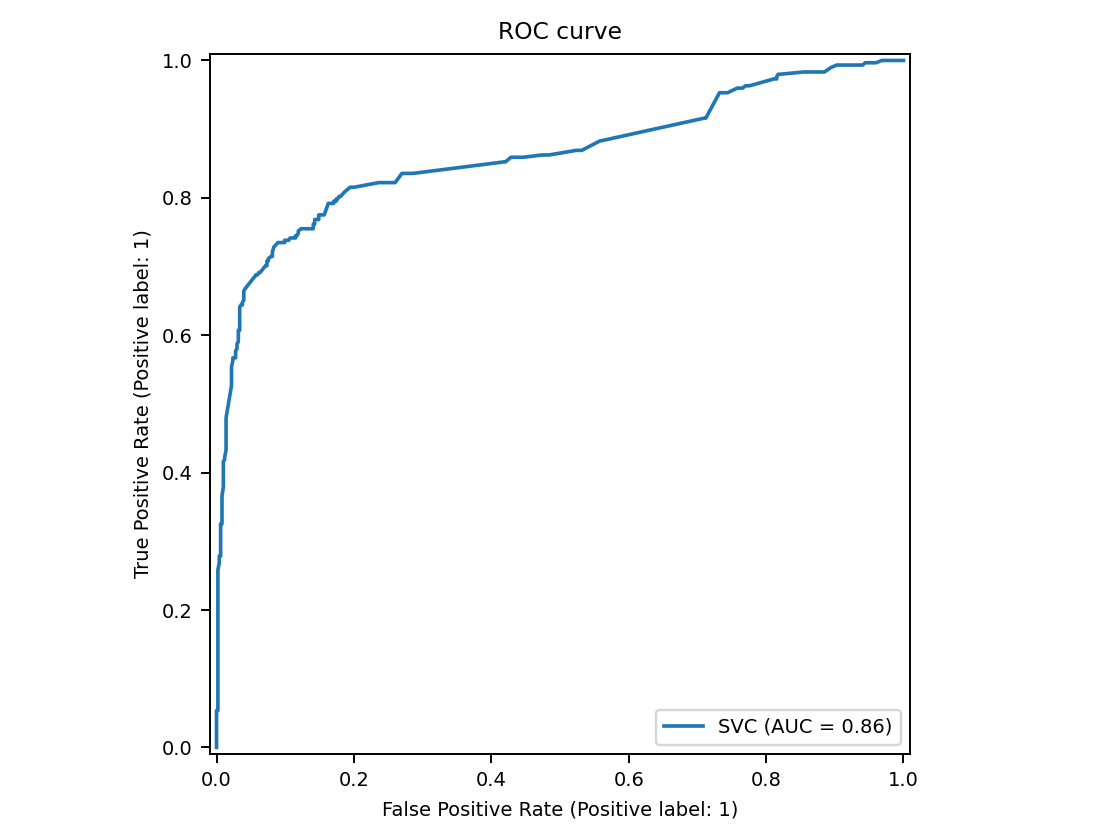 ROC curve
1.0
0.8
0.6
0.4
0.2
0.0
True Positive Rate (Positive label: 1)
SVC (AUC = 0.86)
0.0 0.2 0.4 0.6 0.8 1.0
False Positive Rate (Positive label: 1)